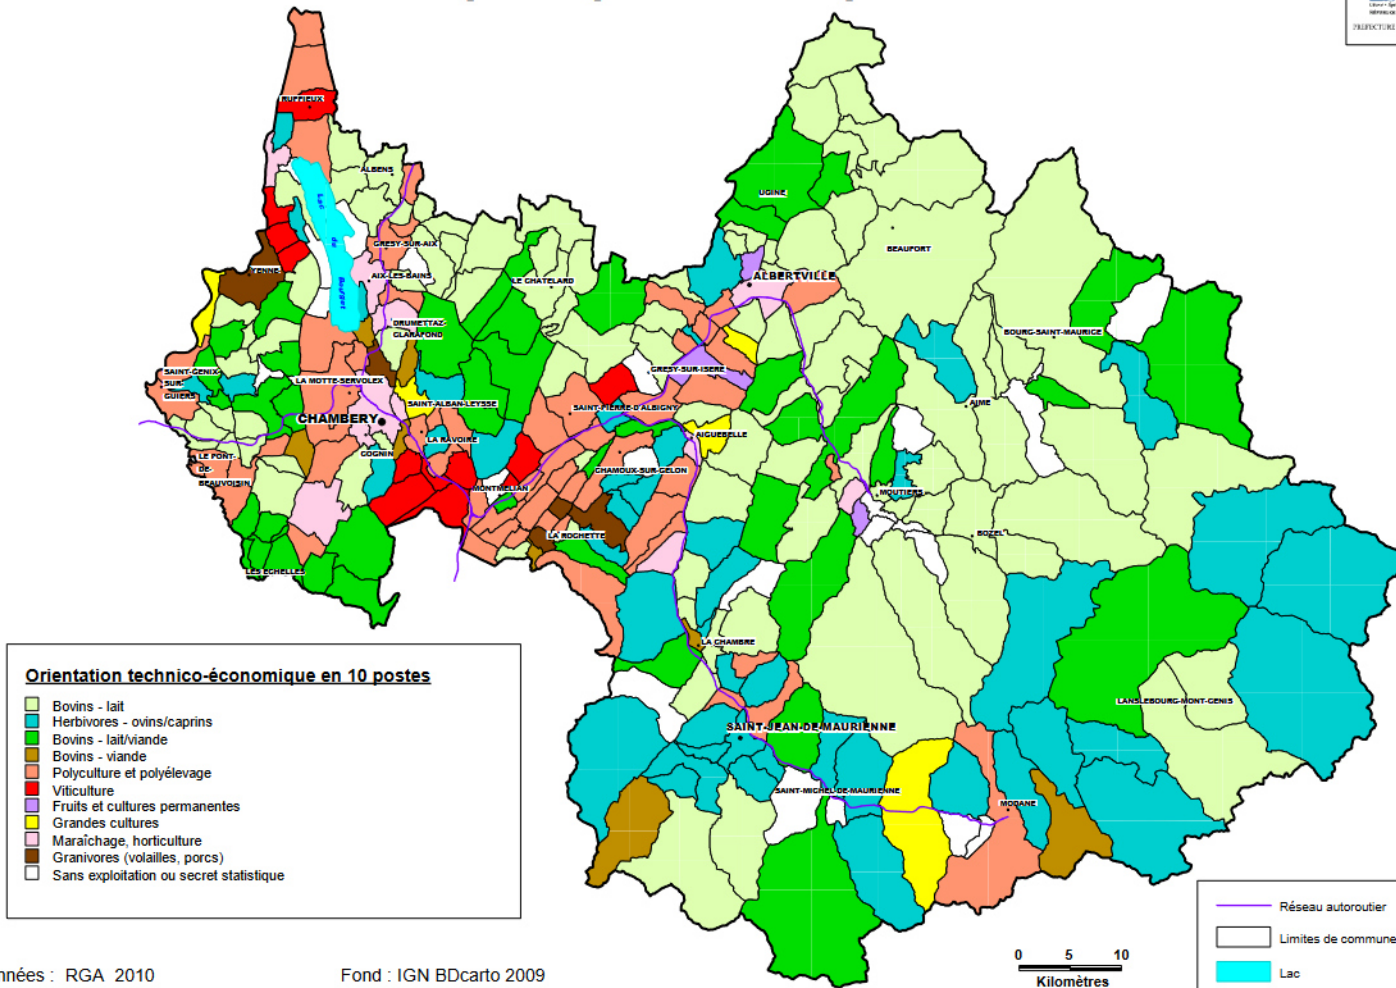 PREFECTURE
RUFFIEUX
ALBENS
UGINE
Lac
du
Bourget
GRESY-SUR-AIX
BEAUFORT
YENNE
AIX-LES-BAINS
LE CHATELARD
ALBERTVILLE
DRUMETTAZ-
CLARAFOND
BOURG-SAINT-MAURICE
SAINT-GENIX-
SUR-
GUIERS
LA MOTTE-SERVOLEX
GRESY-SUR-ISERE
SAINT-ALBAN-LEYSSE
SAINT-PIERRE-D'ALBIGNY
AIME
CHAMBERY
LA RAVOIRE
AIGUEBELLE
COGNIN
LE PONT-
DE-
BEAUVOISIN
CHAMOUX-SUR-GELON
MONTMELIAN
MOUTIERS
LA ROCHETTE
BOZEL
LES ECHELLES
LA CHAMBRE
LANSLEBOURG-MONT-CENIS
SAINT-JEAN-DE-MAURIENNE
SAINT-MICHEL-DE-MAURIENNE
MODANE
Orientation technico-économique en 10 postes
Bovins - lait
Herbivores - ovins/caprins
Bovins - lait/viande
Bovins - viande
Polyculture et polyélevage
Viticulture
Fruits et cultures permanentes
Grandes cultures
Maraîchage, horticulture
Granivores (volailles, porcs)
Sans exploitation ou secret statistique
0 5 10
Kilomètres
Réseau autoroutier
Limites de commune
Lac
nnées : RGA 2010
Fond : IGN BDcarto 2009